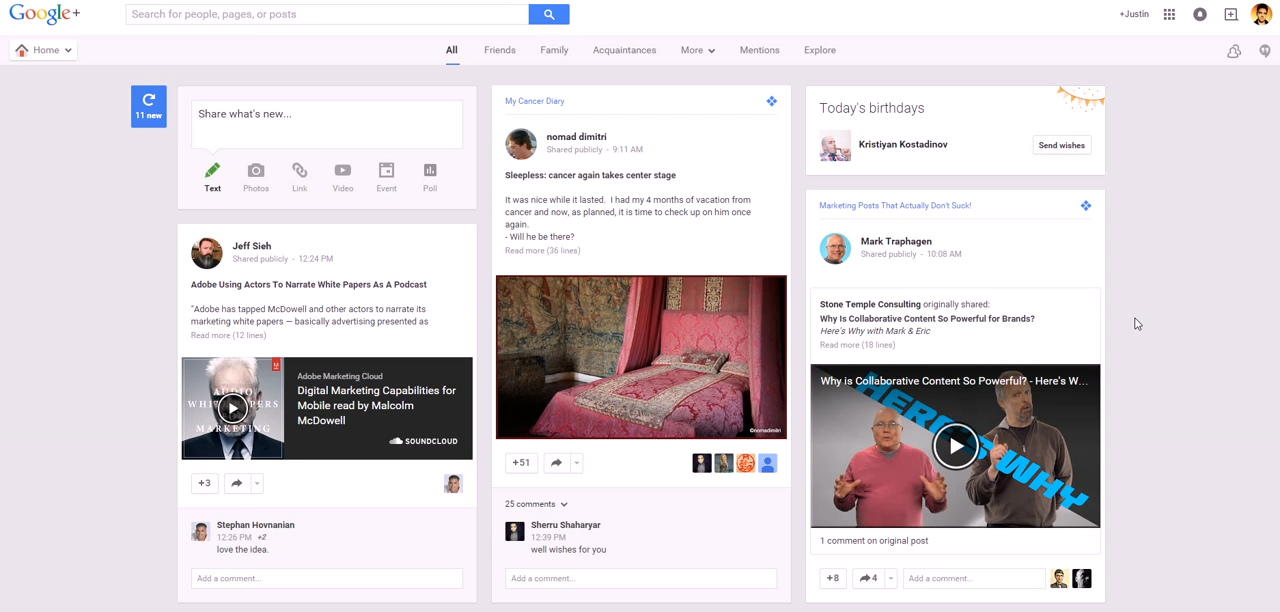 Google+
Search for people, pages, or posts
+Justin
Home
All
Friends
Family
Acquaintances
More
Mentions
Explore
11 new
Share what's new...
Text
Photos
Link
Video
Event
Poll
Jeff Sieh
Shared publicly - 12:24 PM
Adobe Using Actors To Narrate White Papers As A Podcast
"Adobe has tapped McDowell and other actors to narrate its
marketing white papers — basically advertising presented as
Read more (12 lines)
AUDIO
WHITE PAPERS
MARKETING
Adobe Marketing Cloud
Digital Marketing Capabilities for
Mobile read by Malcolm
McDowell
SOUNDCLOUD
+3
Stephan Hovnanian
12:26 PM +2
love the idea.
Add a comment...
My Cancer Diary
nomad dimitri
Shared publicly - 9:11 AM
Sleepless: cancer again takes center stage
It was nice while it lasted. I had my 4 months of vacation from
cancer and now, as planned, it is time to check up on him once
again.
- Will he be there?
Read more (36 lines)
©nomadimitri
+51
25 comments
Sherru Shaharyar
12:39 PM
well wishes for you
Add a comment...
Today's birthdays
Kristiyan Kostadinov
Send wishes
Marketing Posts That Actually Don't Suck!
Mark Traphagen
Shared publicly - 10:08 AM
Stone Temple Consulting originally shared:
Why Is Collaborative Content So Powerful for Brands?
Here's Why with Mark & Eric
Read more (18 lines)
Why is Collaborative Content So Powerful? - Here's W...
HERE'S WHY
1 comment on original post
+8
4
Add a comment...